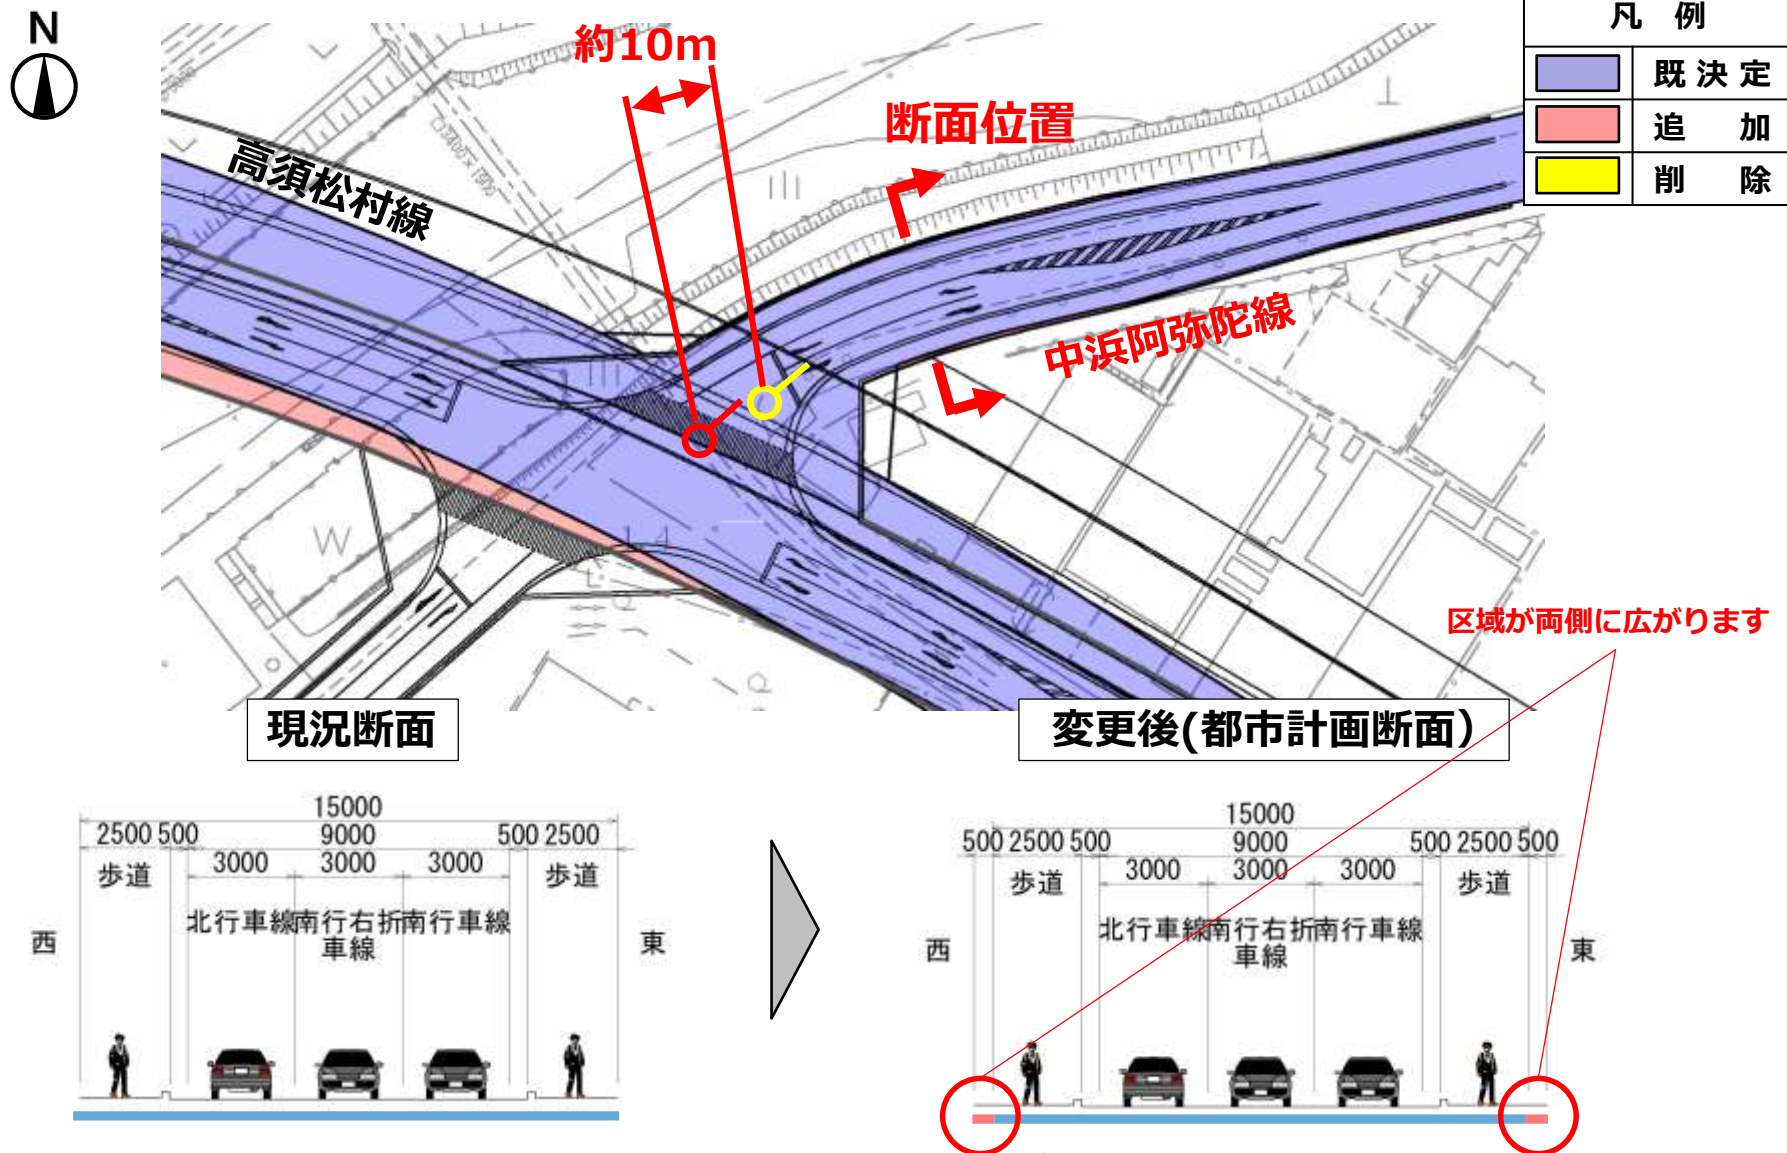 N
約10m
凡 例
既決定
追 加
削 除
断面位置
高須松村線
中浜阿弥陀線
W
区域が両側に広がります
現況断面
変更後(都市計画断面)
15000
2500 500 9000 500 2500
歩道 3000 3000 3000 歩道
北行車線 南行右折車線 南行車線
西 東
15000
500 2500 500 9000 500 2500 500
歩道 3000 3000 3000 歩道
北行車線 南行右折車線 南行車線
西 東